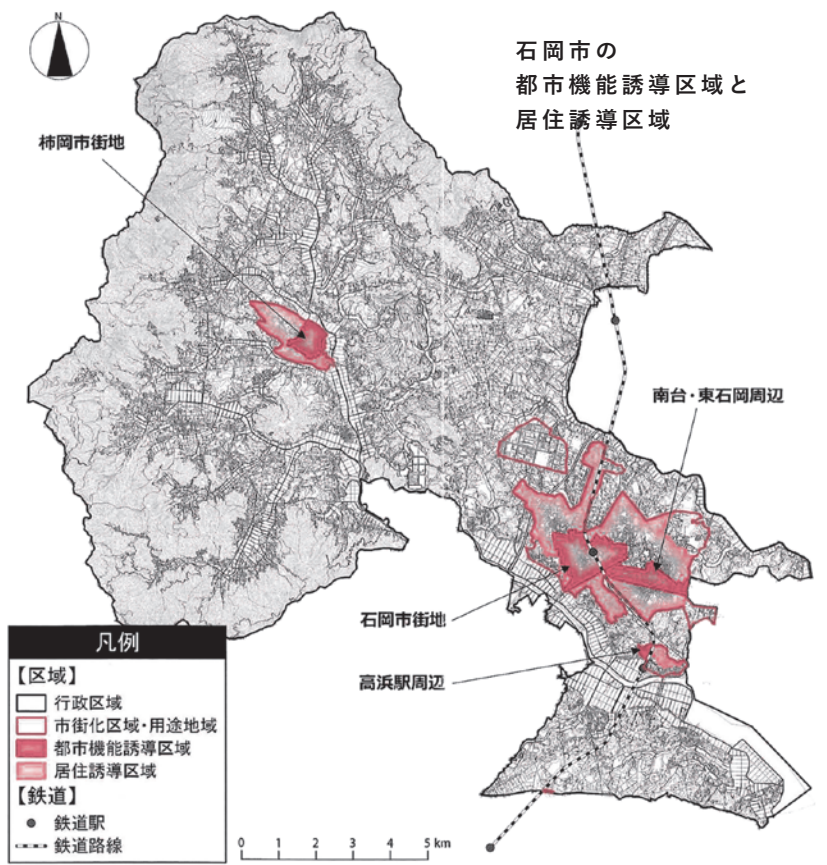 N
石岡市の
都市機能誘導区域と
居住誘導区域
柿岡市街地
南台・東石岡周辺
石岡市街地
高浜駅周辺
凡例
【区域】
行政区域
市街化区域・用途地域
都市機能誘導区域
居住誘導区域
【鉄道】
鉄道駅
鉄道路線
0 1 2 3 4 5 km